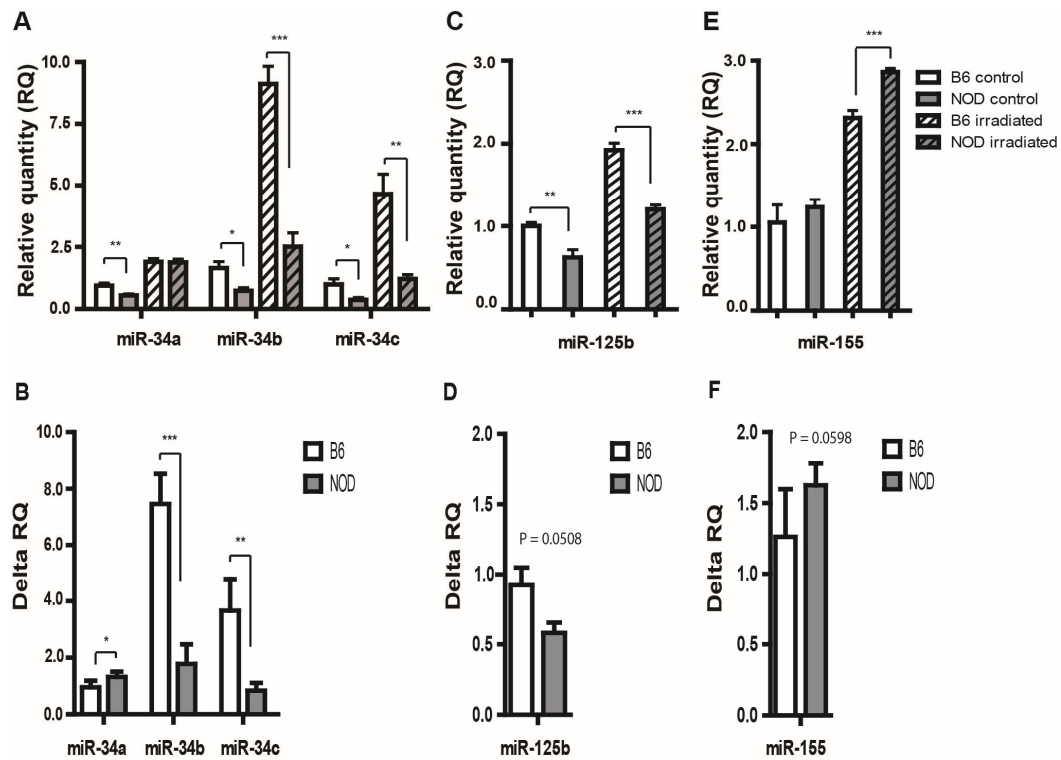 A
Relative quantity (RQ)
10.0
7.5
5.0
2.5
0.0
**
*
***
*
**
miR-34a
miR-34b
miR-34c
C
Relative quantity (RQ)
3.0
2.0
1.0
0.0
**
***
miR-125b
E
Relative quantity (RQ)
3.0
2.0
1.0
0.0
***
miR-155
B6 control
NOD control
B6 irradiated
NOD irradiated
B
Delta RQ
10.0
8.0
6.0
4.0
2.0
0.0
*
***
**
miR-34a
miR-34b
miR-34c
B6
NOD
D
Delta RQ
2.0
1.5
1.0
0.5
0.0
P = 0.0508
miR-125b
B6
NOD
F
Delta RQ
2.0
1.5
1.0
0.5
0.0
P = 0.0598
miR-155
B6
NOD